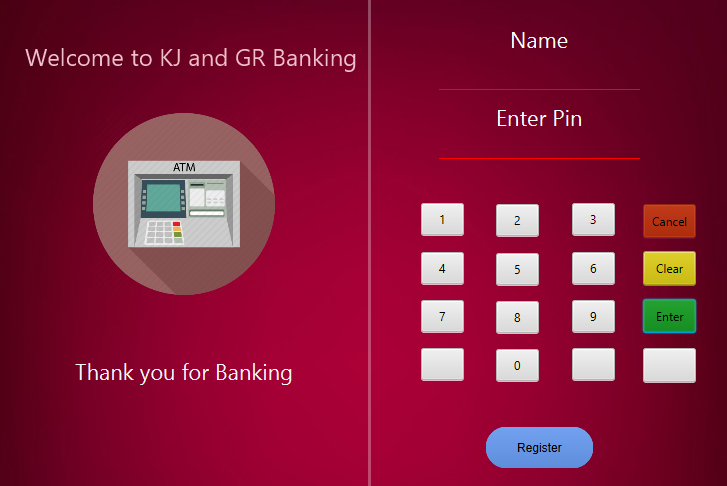 Welcome to KJ and GR Banking
ATM
Thank you for Banking
Name
Enter Pin
1 2 3 Cancel
4 5 6 Clear
7 8 9 Enter
0
Register